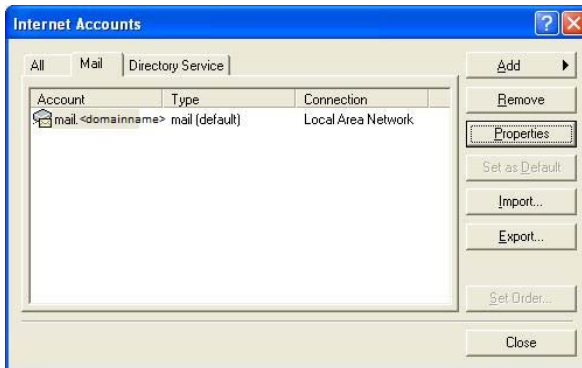 Internet Accounts
All Mail Directory Service
Account Type Connection
mail.<domainname> mail (default) Local Area Network
Add
Remove
Properties
Set as Default
Import...
Export...
Set Order...
Close